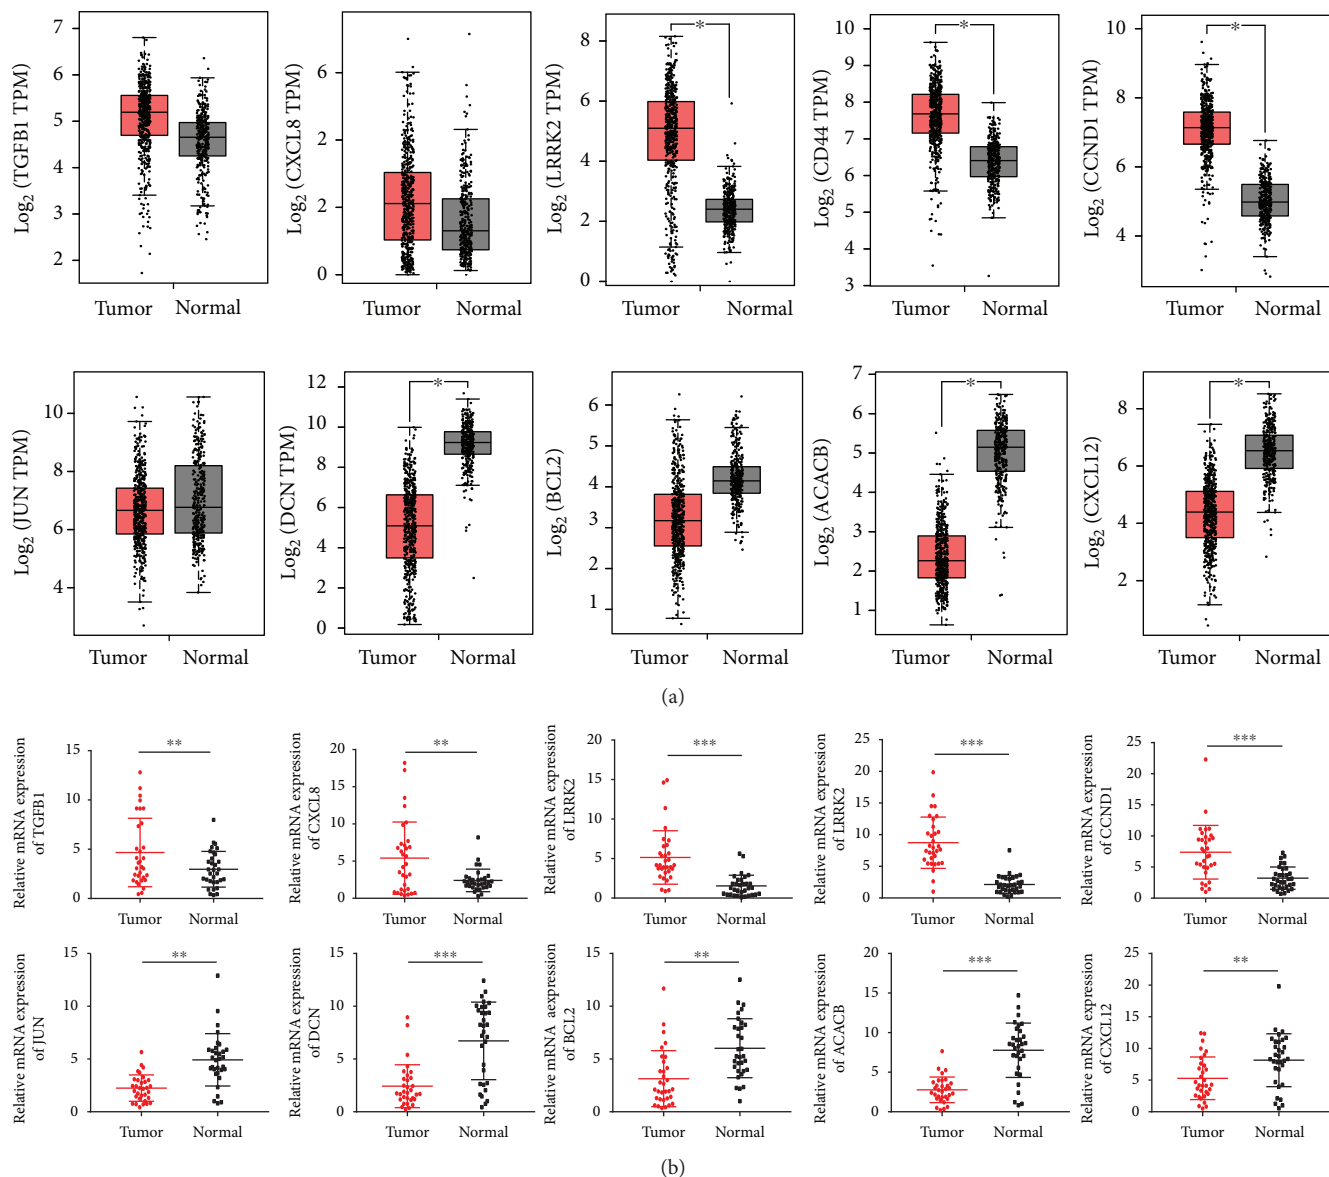 Log2 (TGFB1 TPM)
7
6
5
4
3
2
Tumor Normal
Log2 (CXCL8 TPM)
6
2
2
0
Tumor Normal
Log2 (LRRK2 TPM)
8
6
4
2
0
*
Tumor Normal
Log2 (CD44 TPM)
10
9
8
7
6
5
4
3
*
Tumor Normal
Log2 (CCND1 TPM)
10
8
6
4
*
Tumor Normal
Log2 (JUN TPM)
10
8
6
4
Tumor Normal
Log2 (DCN TPM)
12
10
8
6
4
2
0
*
Tumor Normal
Log2 (BCL2)
6
5
4
3
2
1
Tumor Normal
Log2 (ACACB)
7
6
5
4
3
2
1
*
Tumor Normal
Log2 (CXCL12)
8
6
4
2
*
Tumor Normal
(a)
Relative mRNA expression
of TGFB1
15
10
5
0
**
Tumor Normal
Relative mRNA expression
of CXCL8
20
15
10
5
0
**
Tumor Normal
Relative mRNA expression
of LRRK2
20
15
10
5
0
***
Tumor Normal
Relative mRNA expression
of LRRK2
25
20
15
10
5
0
***
Tumor Normal
Relative mRNA expression
of CCND1
25
20
15
10
5
0
***
Tumor Normal
Relative mRNA expression
of JUN
15
10
5
0
**
Tumor Normal
Relative mRNA expression
of DCN
15
10
5
0
***
Tumor Normal
Relative mRNA aexpression
of BCL2
15
10
5
0
**
Tumor Normal
Relative mRNA expression
of ACACB
20
15
10
5
0
***
Tumor Normal
Relative mRNA expression
of CXCL12
25
20
15
10
5
0
**
Tumor Normal
(b)